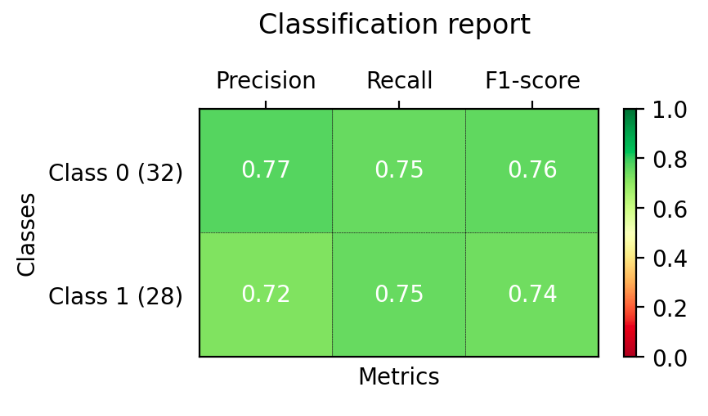 Classification report
Precision Recall F1-score
1.0
Class 0 (32) 0.77 0.75 0.76
0.8
0.6
Classes
0.4
Class 1 (28) 0.72 0.75 0.74
0.2
0.0
Metrics